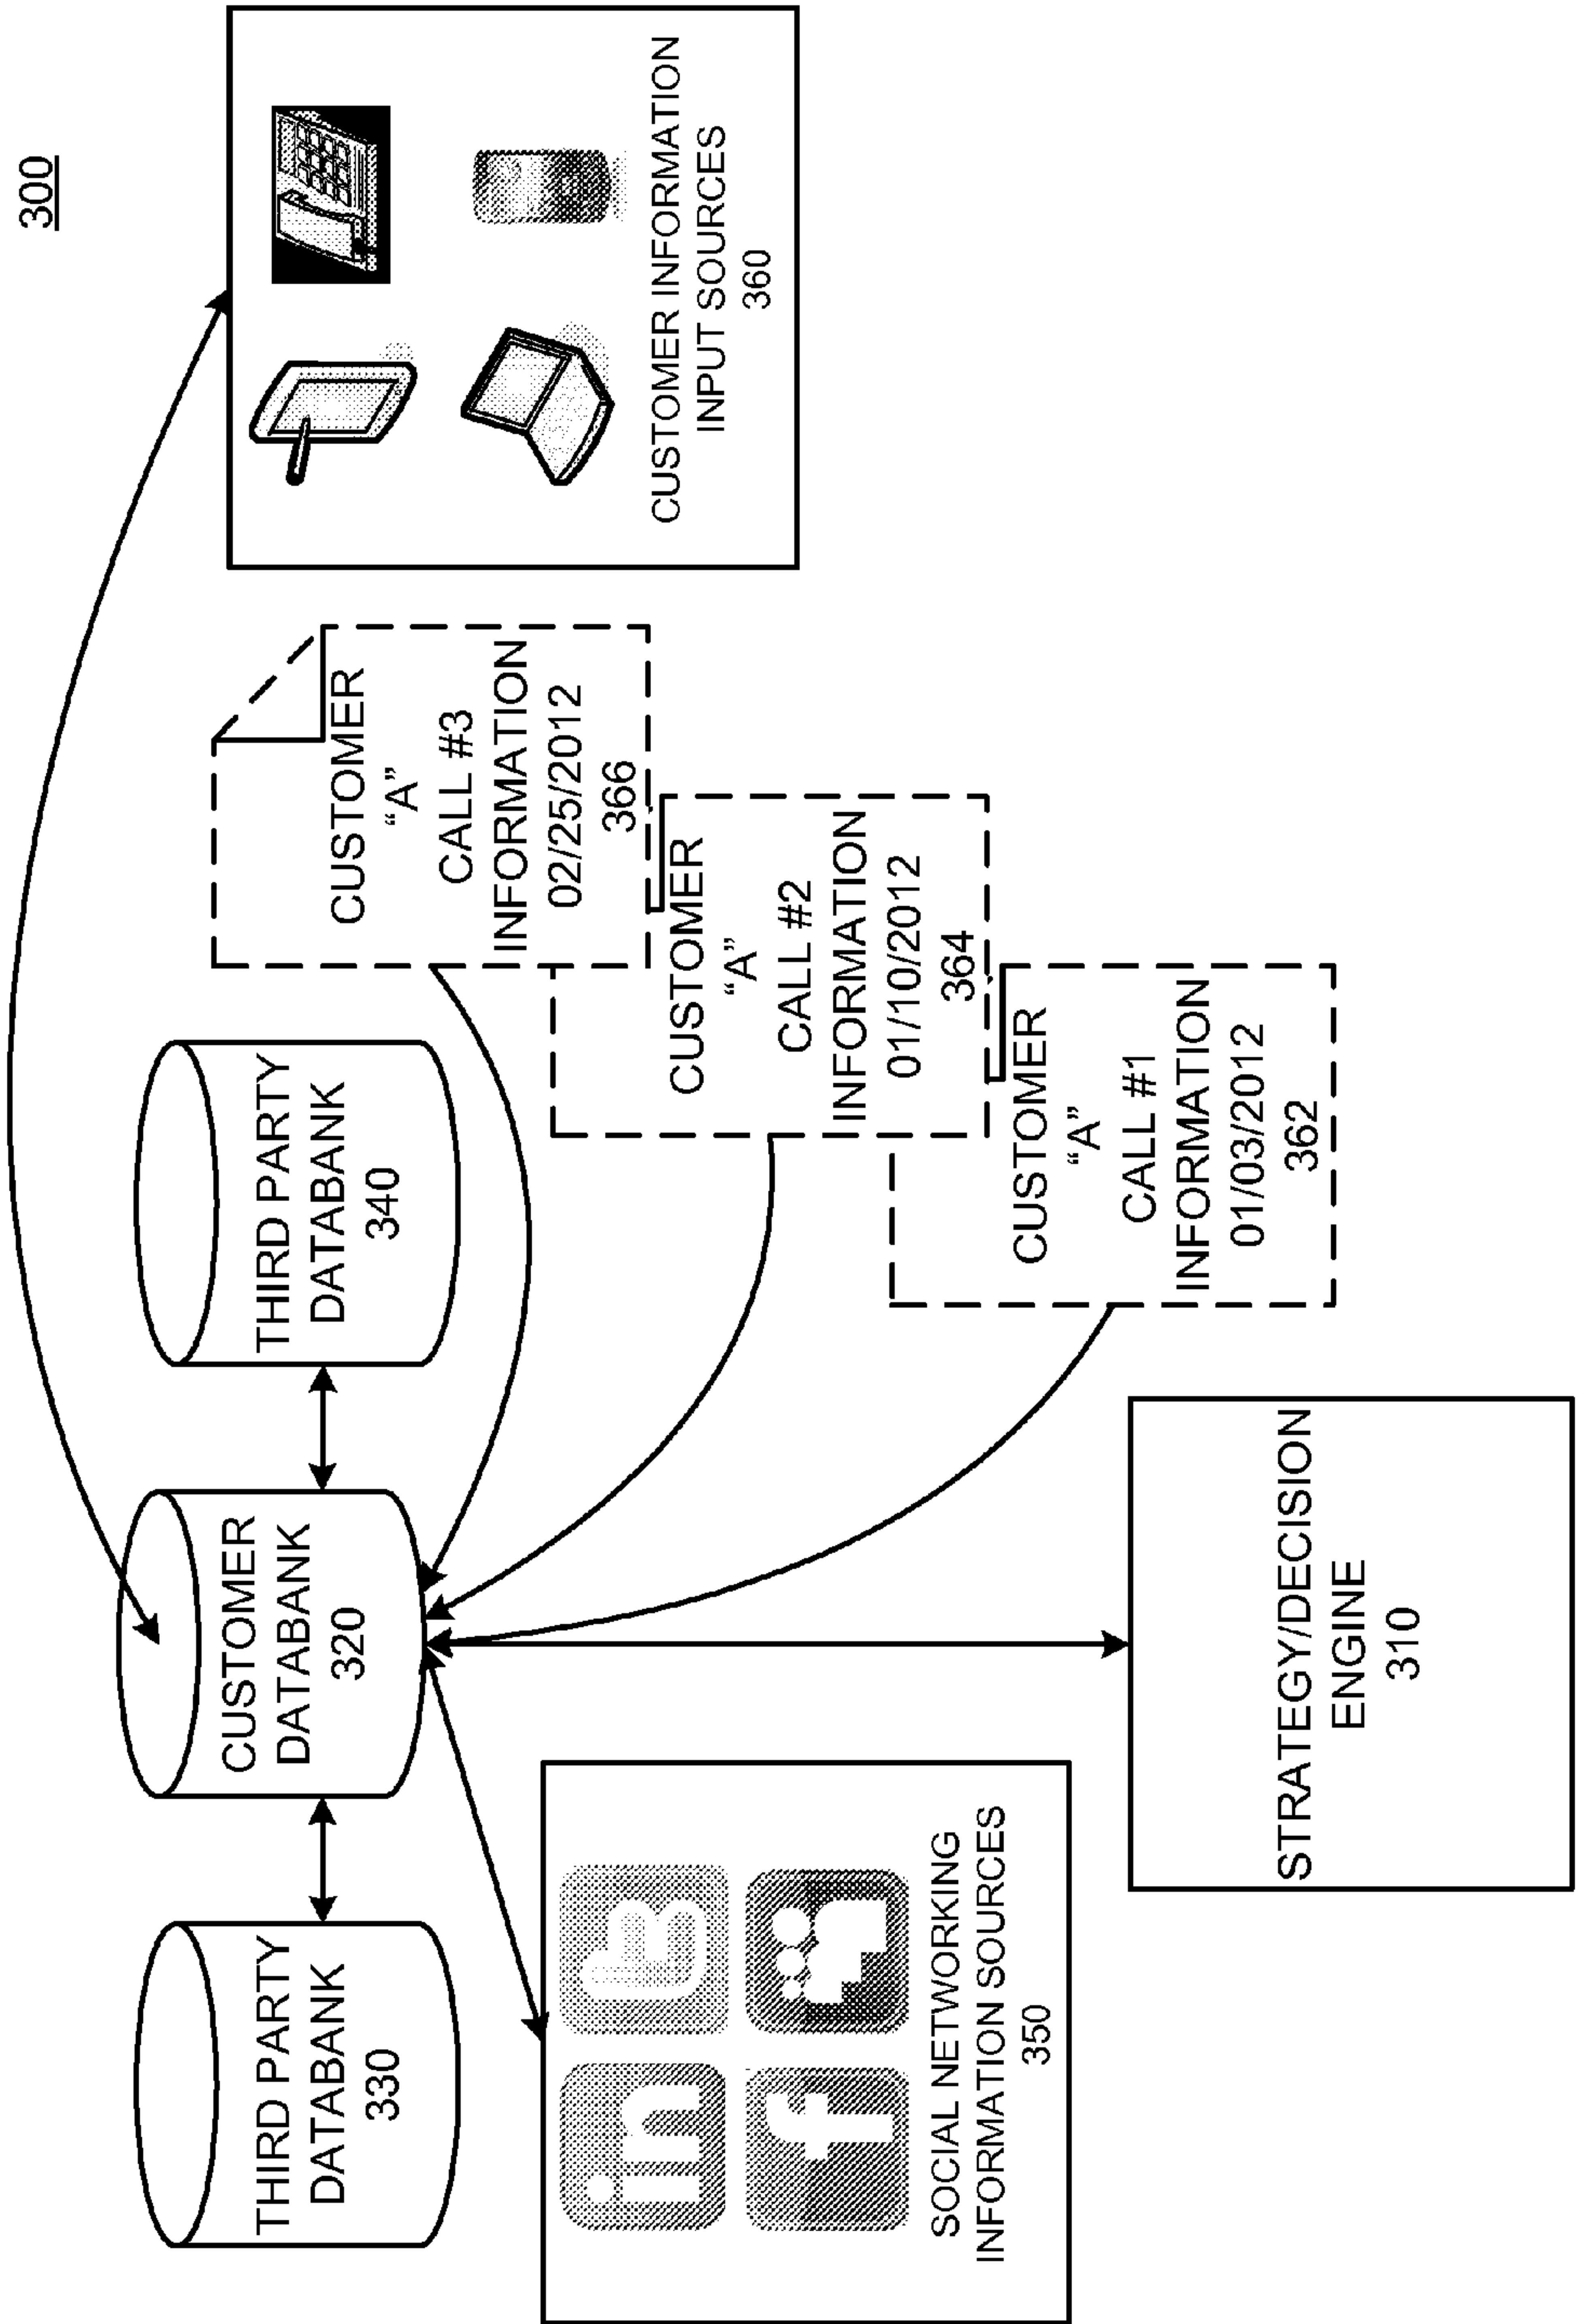 300
THIRD PARTY
DATABANK
330
CUSTOMER
DATABANK
320
THIRD PARTY
DATABANK
340
in
t
f
SOCIAL NETWORKING
INFORMATION SOURCES
350
STRATEGY/DECISION
ENGINE
310
CUSTOMER
“A”
CALL #3
INFORMATION
02/25/2012
366
CUSTOMER
“A”
CALL #2
INFORMATION
01/10/2012
364
CUSTOMER
“A”
CALL #1
INFORMATION
01/03/2012
362
CUSTOMER INFORMATION
INPUT SOURCES
360